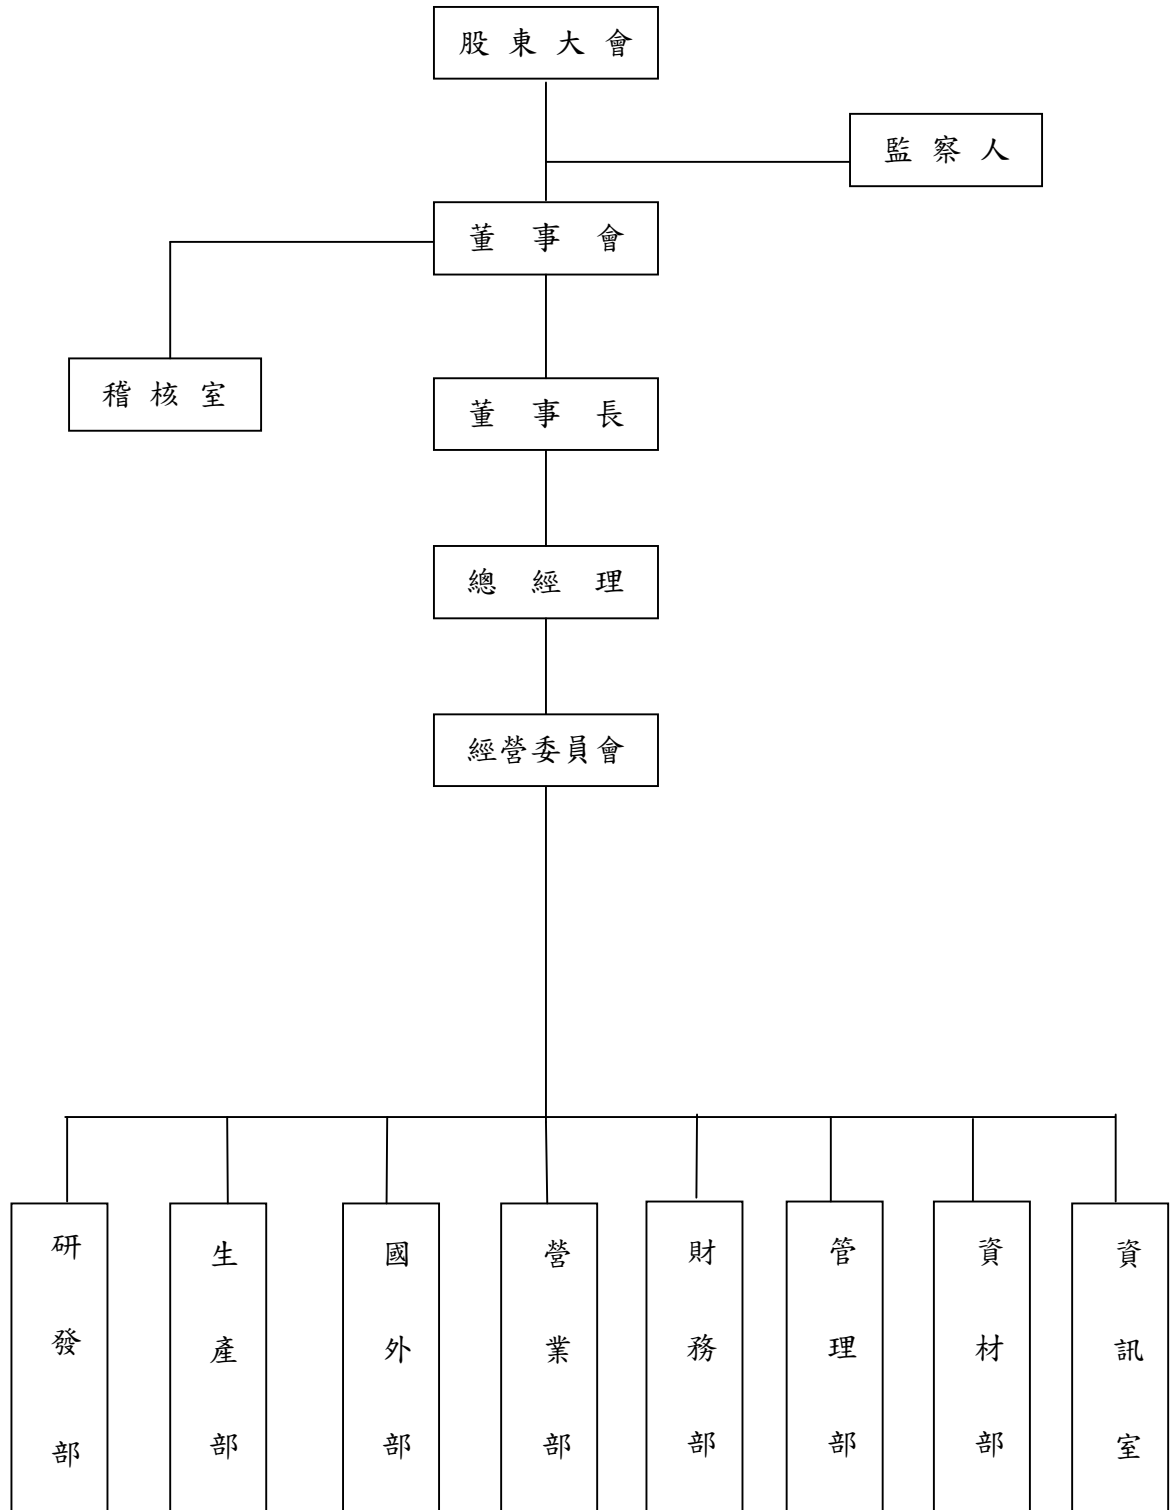 股東大會
監察人
董事會
稽核室
董事長
總經理
經營委員會
研發部
生產部
國外部
營業部
財務部
管理部
資材部
資訊室